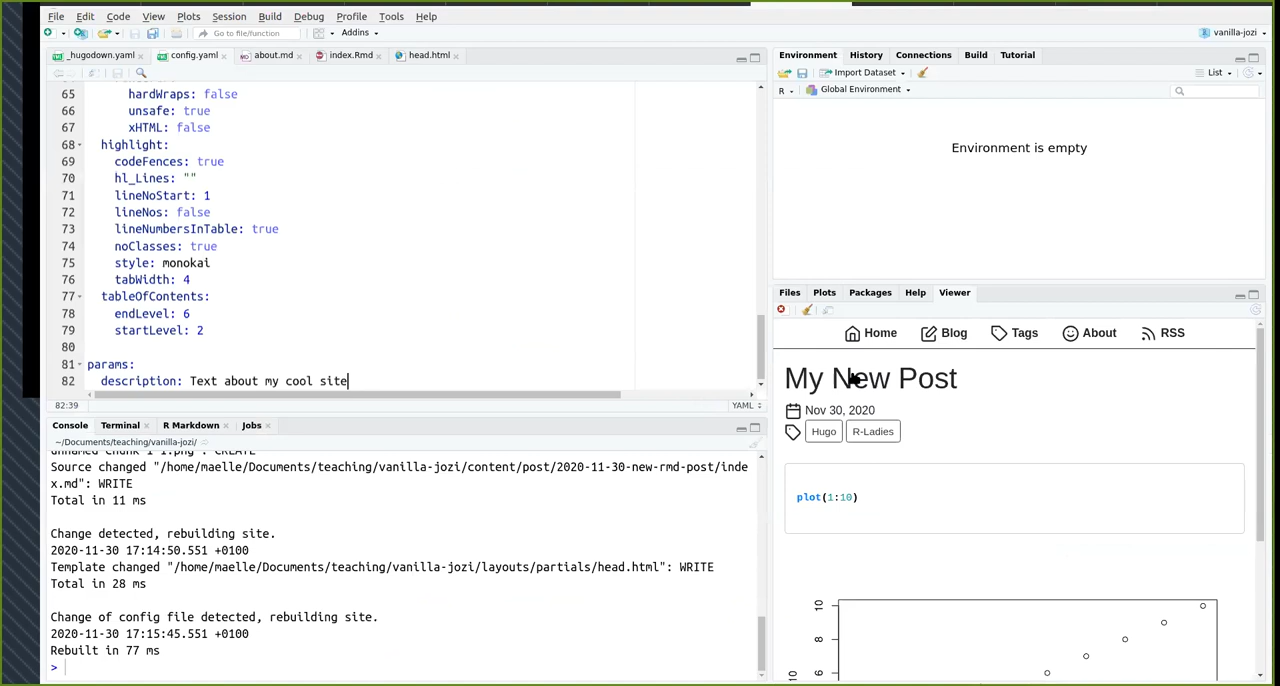 File Edit Code View Plots Session Build Debug Profile Tools Help
Go to file/function Addins vanilla-jozi
_hugodown.yaml config.yaml about.md index.Rmd head.html
65 hardWraps: false
66 unsafe: true
67 xHTML: false
68 highlight:
69 codeFences: true
70 hl_Lines: ""
71 lineNoStart: 1
72 lineNos: false
73 lineNumbersInTable: true
74 noClasses: true
75 style: monokai
76 tabWidth: 4
77 tableOfContents:
78 endLevel: 6
79 startLevel: 2
80
81 params:
82 description: Text about my cool site
82:39 YAML
Console Terminal R Markdown Jobs
~/Documents/teaching/vanilla-jozi/
unnamed-chunk-1-1.png": CREATE
Source changed "/home/maelle/Documents/teaching/vanilla-jozi/content/post/2020-11-30-new-rmd-post/inde
x.md": WRITE
Total in 11 ms
Change detected, rebuilding site.
2020-11-30 17:14:50.551 +0100
Template changed "/home/maelle/Documents/teaching/vanilla-jozi/layouts/partials/head.html": WRITE
Total in 28 ms
Change of config file detected, rebuilding site.
2020-11-30 17:15:45.551 +0100
Rebuilt in 77 ms
>
Environment History Connections Build Tutorial
Import Dataset List
R Global Environment
Environment is empty
Files Plots Packages Help Viewer
Home Blog Tags About RSS
My New Post
Nov 30, 2020
Hugo R-Ladies
plot(1:10)
10
8
6
10